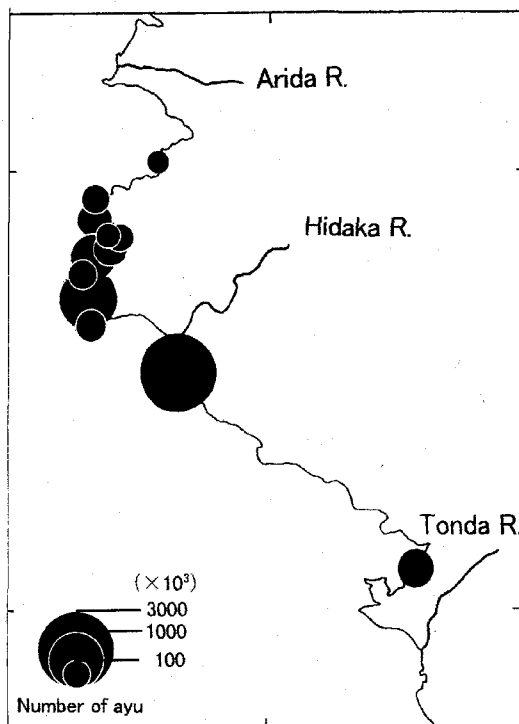 Arida R.
Hidaka R.
Tonda R.
(×10³)
3000
1000
100
Number of ayu